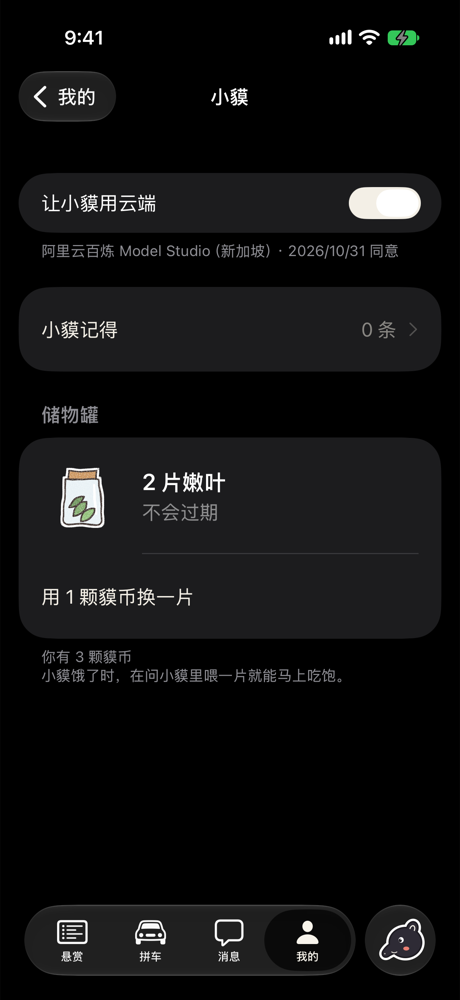 9:41
我的
小貘
让小貘用云端
阿里云百炼 Model Studio (新加坡) · 2026/10/31 同意
小貘记得
0 条
储物罐
2 片嫩叶
不会过期
用 1 颗貘币换一片
你有 3 颗貘币
小貘饿了时，在问小貘里喂一片就能马上吃饱。
悬赏
拼车
消息
我的